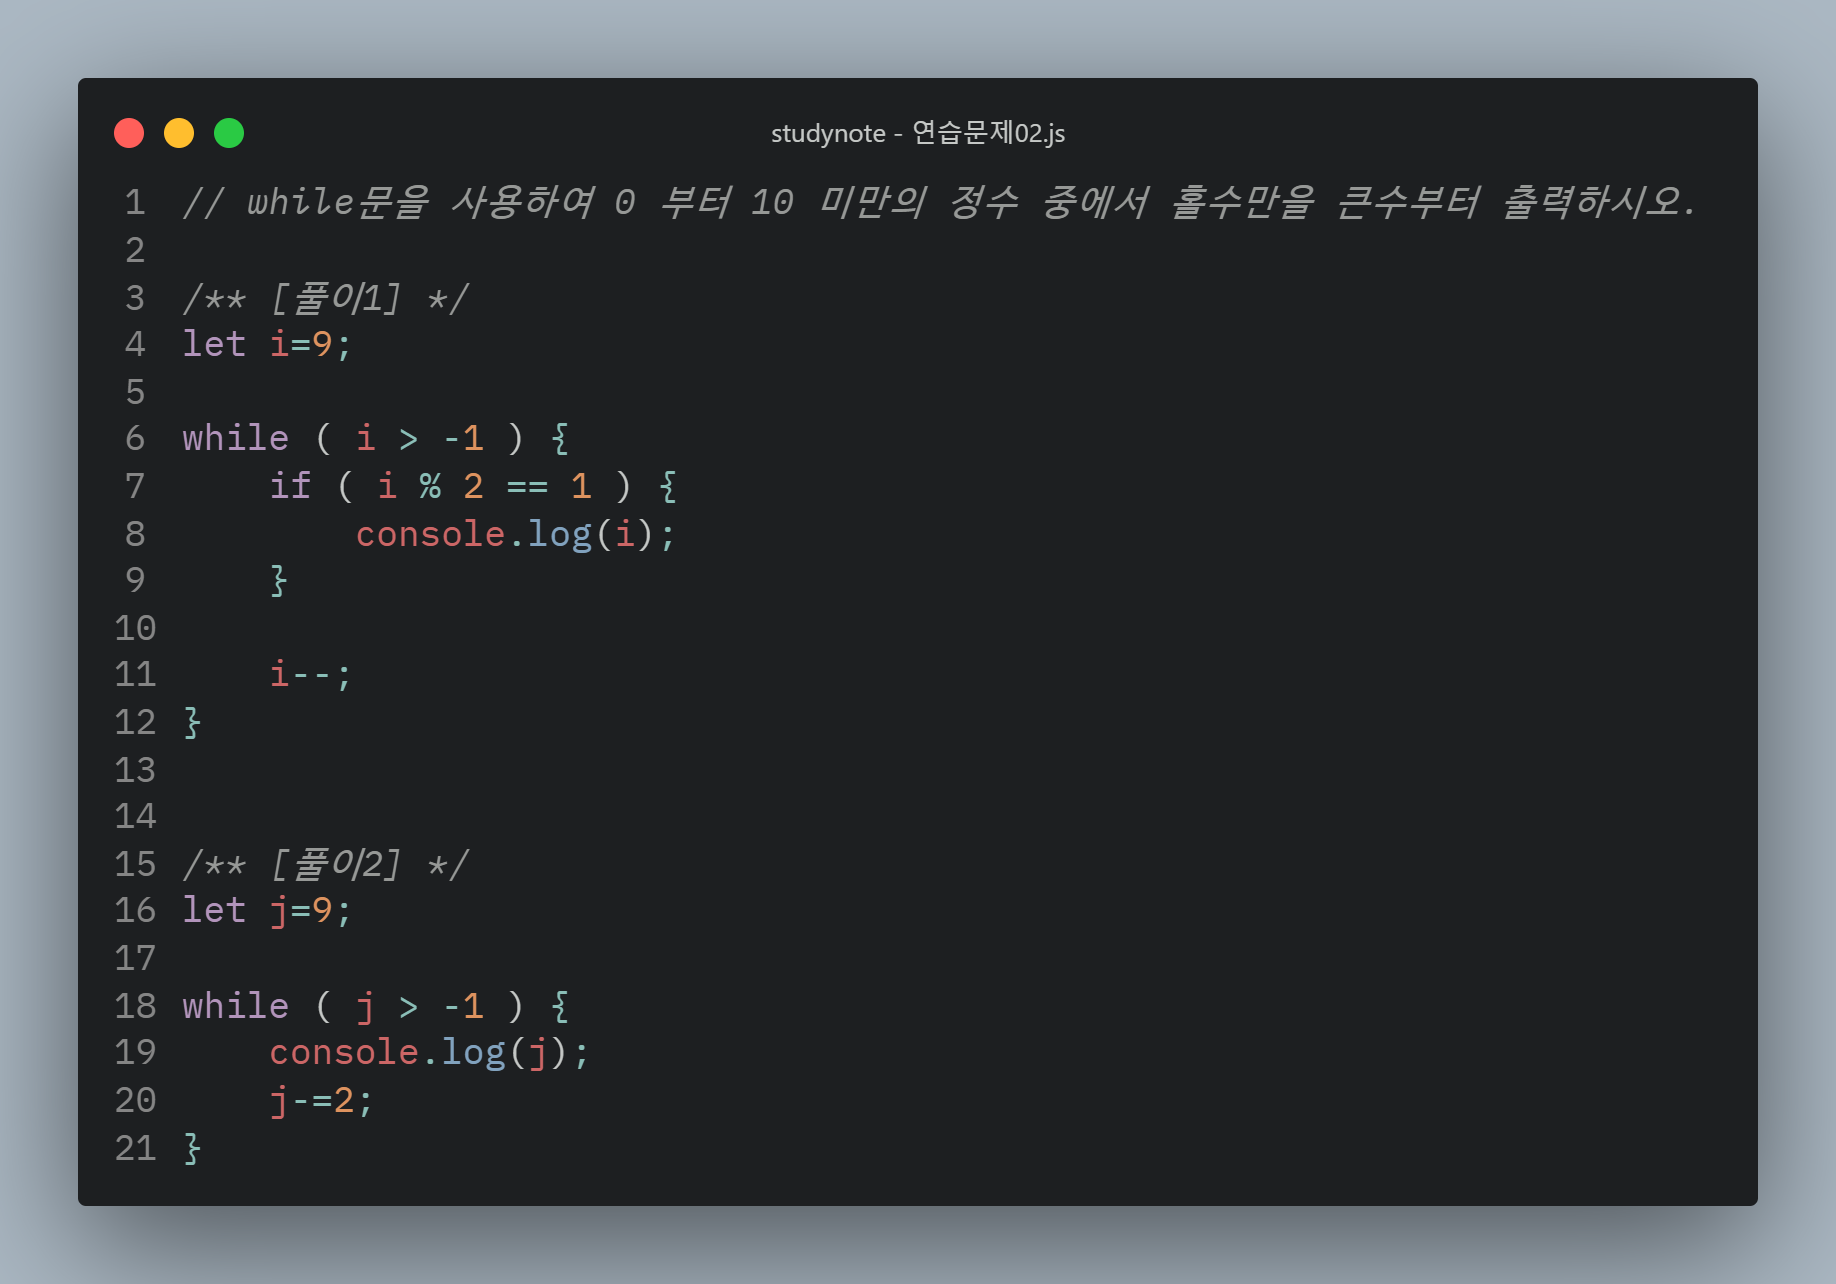 studynote - 연습문제02.js
1 // while문을 사용하여 0 부터 10 미만의 정수 중에서 홀수만을 큰수부터 출력하시오.
2
3 /** [풀이1] */
4 let i=9;
5
6 while ( i > -1 ) {
7     if ( i % 2 == 1 ) {
8         console.log(i);
9     }
10
11     i--;
12 }
13
14
15 /** [풀이2] */
16 let j=9;
17
18 while ( j > -1 ) {
19     console.log(j);
20     j-=2;
21 }